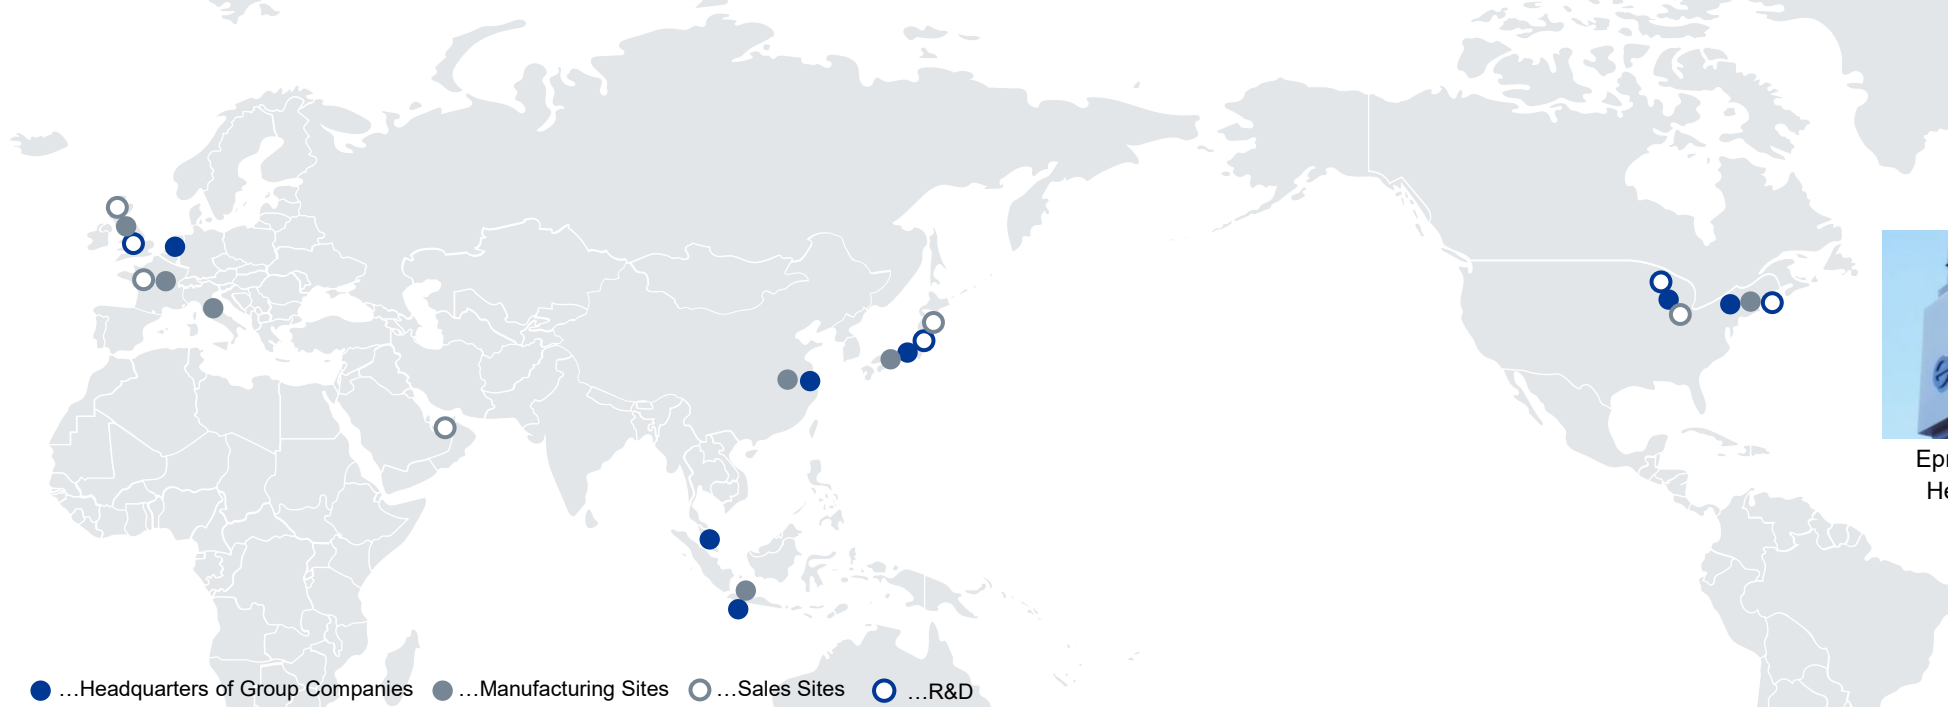 …Headquarters of Group Companies …Manufacturing Sites …Sales Sites …R&D